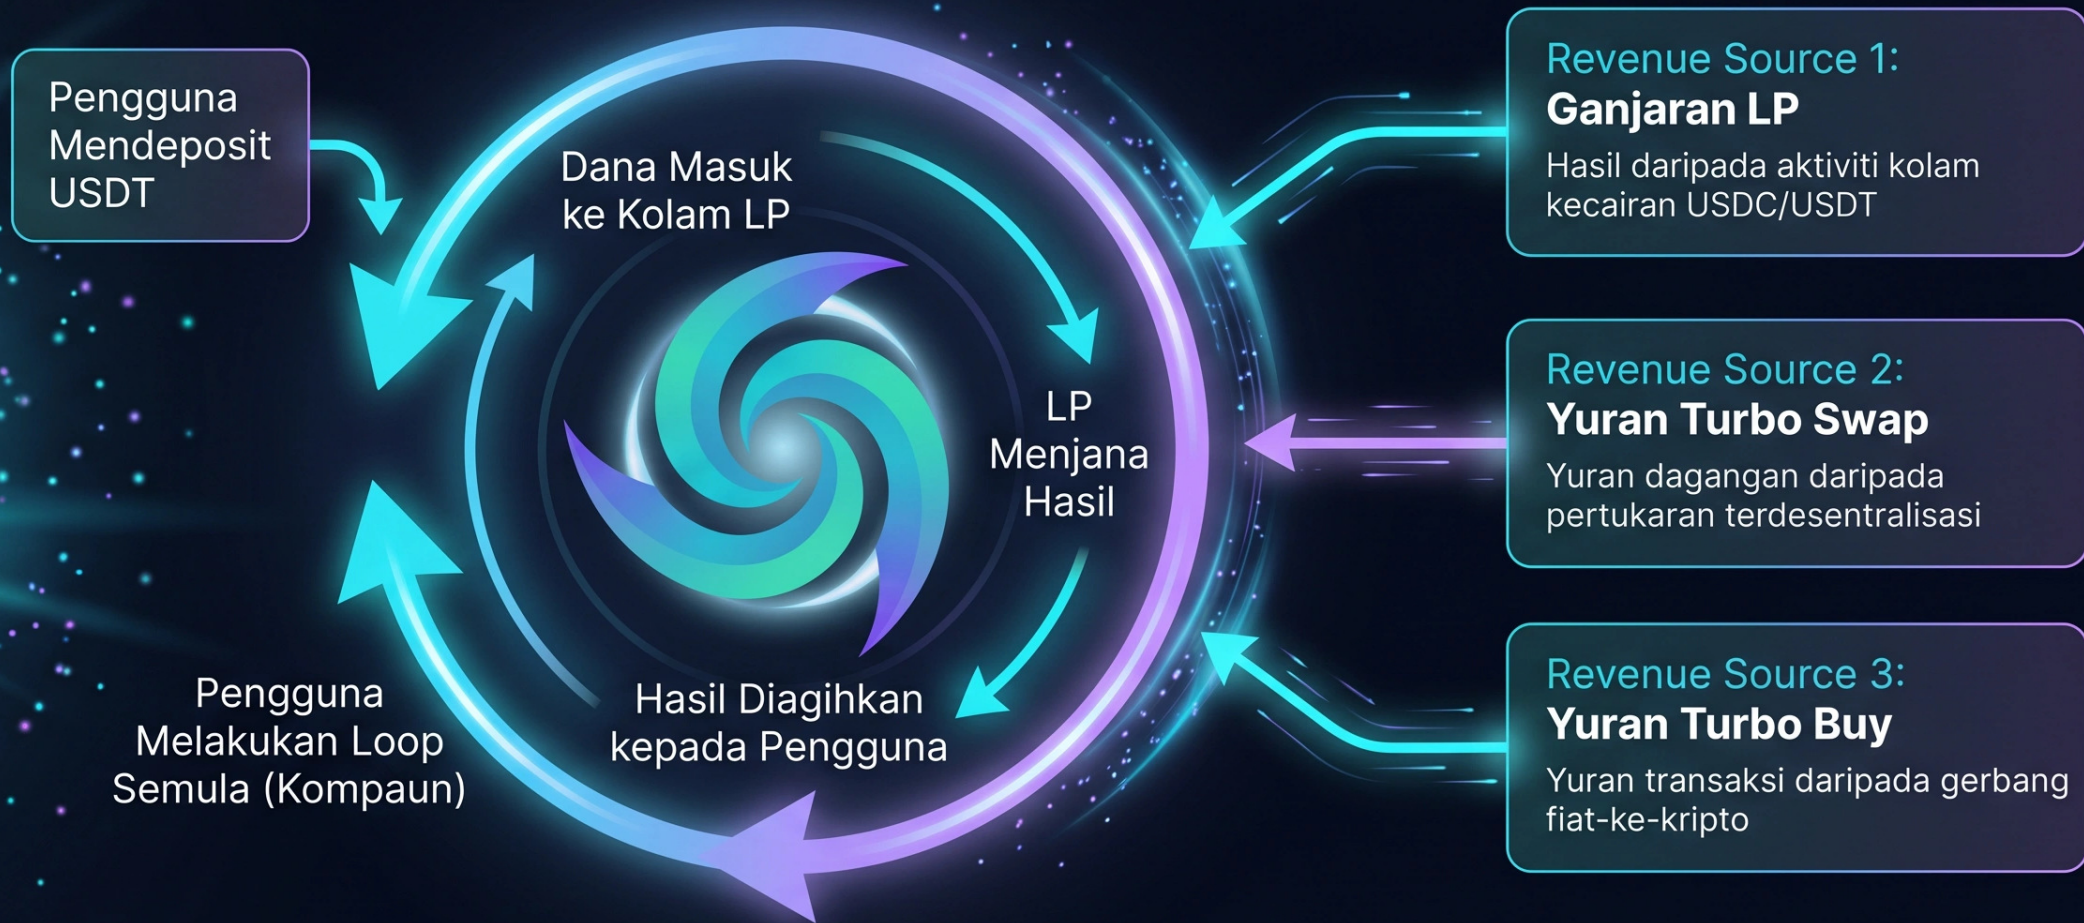 Pengguna
Mendeposit
USDT
Dana Masuk
ke Kolam LP
LP
Menjana
Hasil
Hasil Diagihkan
kepada Pengguna
Pengguna
Melakukan Loop
Semula (Kompaun)
Revenue Source 1:
Ganjaran LP
Hasil daripada aktiviti kolam
kecairan USDC/USDT
Revenue Source 2:
Yuran Turbo Swap
Yuran dagangan daripada
pertukaran terdesentralisasi
Revenue Source 3:
Yuran Turbo Buy
Yuran transaksi daripada gerbang
fiat-ke-kripto